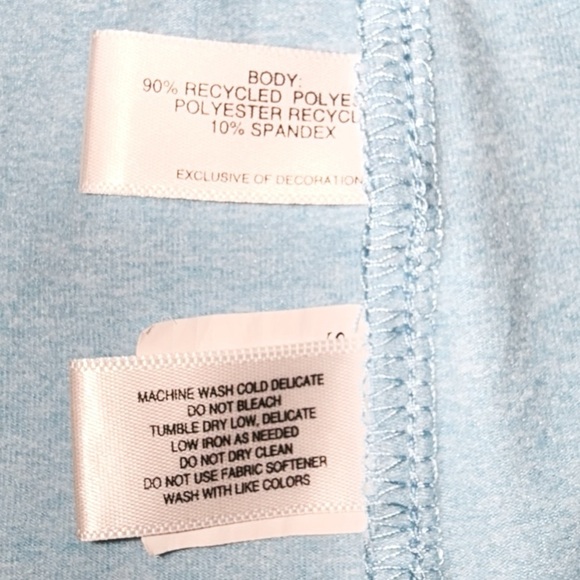 BODY:
90% RECYCLED POLYES
POLYESTER RECYCL
10% SPANDEX
EXCLUSIVE OF DECORATION
MACHINE WASH COLD DELICATE
DO NOT BLEACH
TUMBLE DRY LOW, DELICATE
LOW IRON AS NEEDED
DO NOT DRY CLEAN
DO NOT USE FABRIC SOFTENER
WASH WITH LIKE COLORS